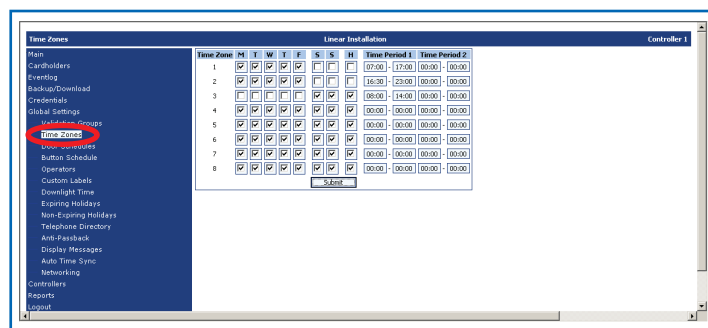 Time Zones Linear Installation Controller 1
Main
Cardholders
Eventlog
Backup/Download
Credentials
Global Settings
Validation Groups
Time Zones
Door Schedules
Button Schedule
Operators
Custom Labels
Downlight Time
Expiring Holidays
Non-Expiring Holidays
Telephone Directory
Anti-Passback
Display Messages
Auto Time Sync
Networking
Controllers
Reports
Logout
Time Zone M T W T F S S H Time Period 1 Time Period 2
1 07:00 - 17:00 00:00 - 00:00
2 16:30 - 23:00 00:00 - 00:00
3 08:00 - 14:00 00:00 - 00:00
4 00:00 - 00:00 00:00 - 00:00
5 00:00 - 00:00 00:00 - 00:00
6 00:00 - 00:00 00:00 - 00:00
7 00:00 - 00:00 00:00 - 00:00
8 00:00 - 00:00 00:00 - 00:00
Submit